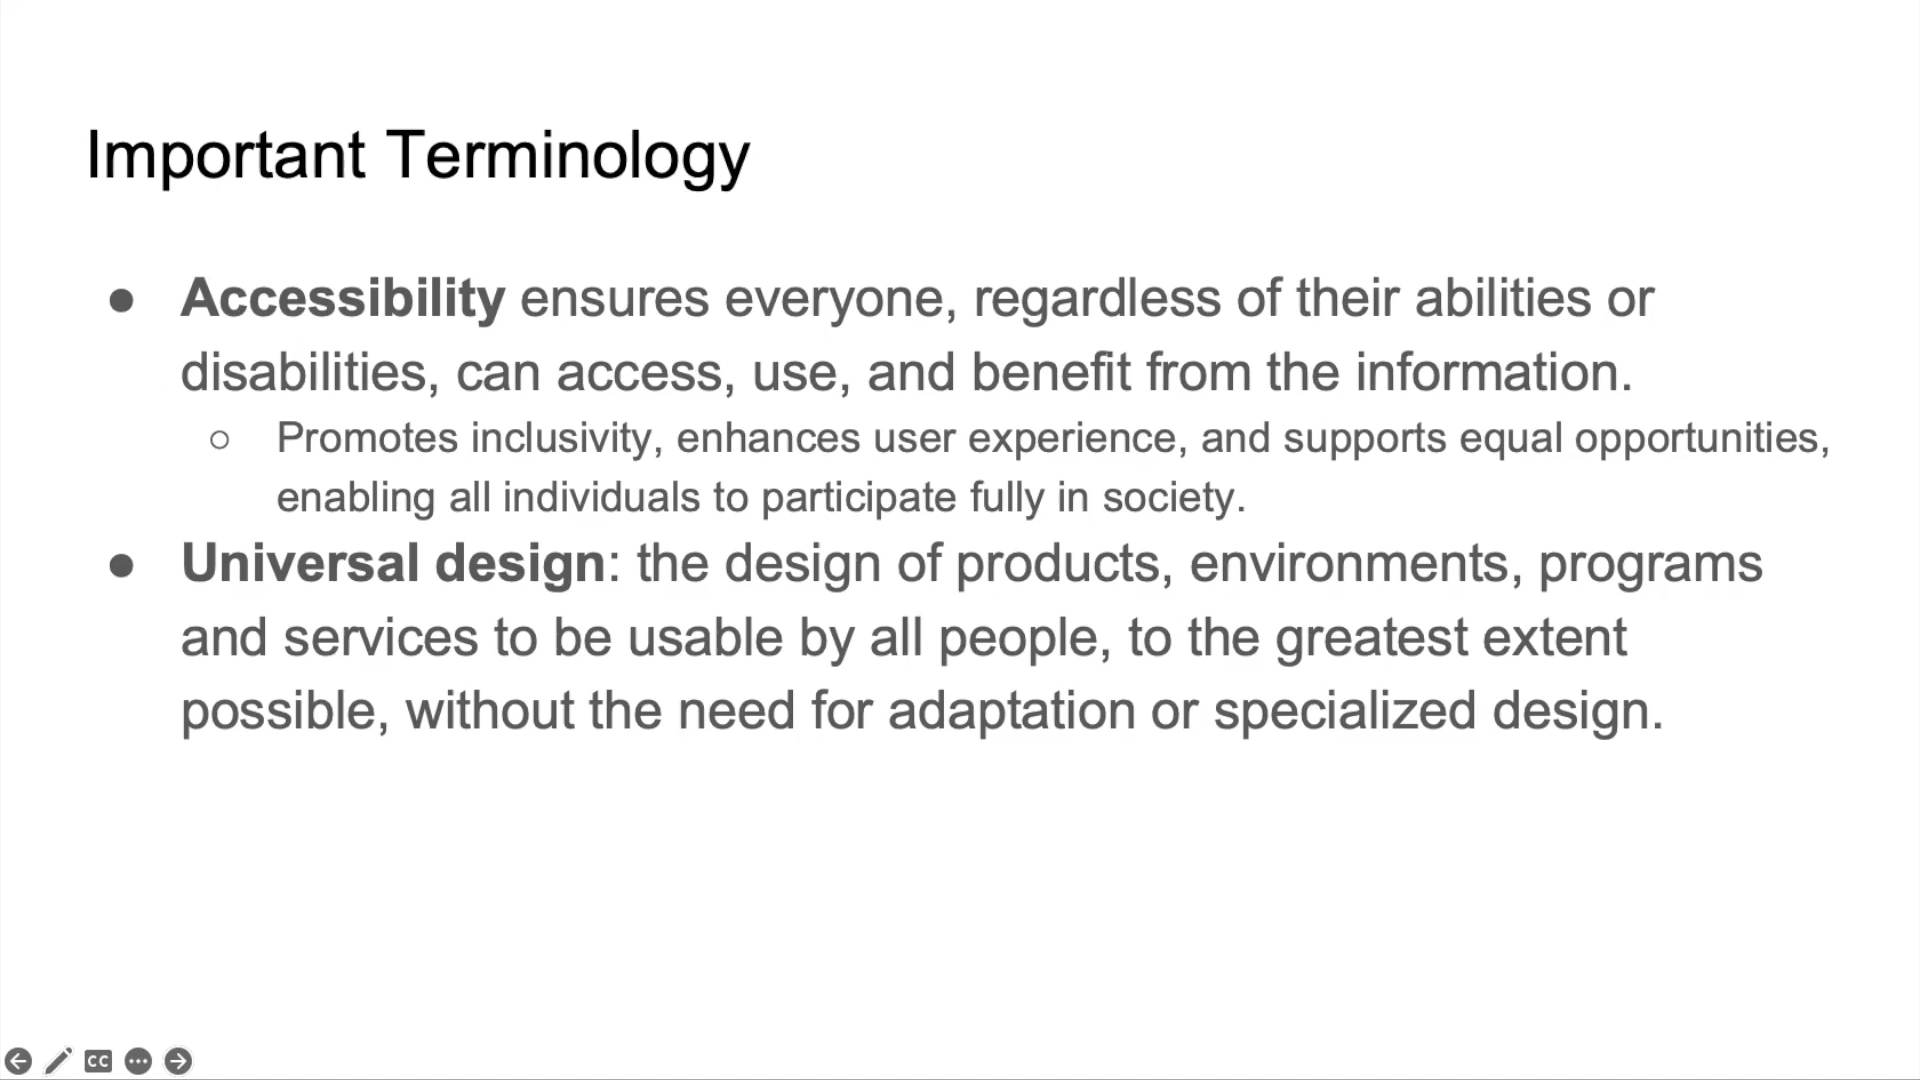 Important Terminology
● Accessibility ensures everyone, regardless of their abilities or
disabilities, can access, use, and benefit from the information.
○ Promotes inclusivity, enhances user experience, and supports equal opportunities,
enabling all individuals to participate fully in society.
● Universal design: the design of products, environments, programs
and services to be usable by all people, to the greatest extent
possible, without the need for adaptation or specialized design.
CC